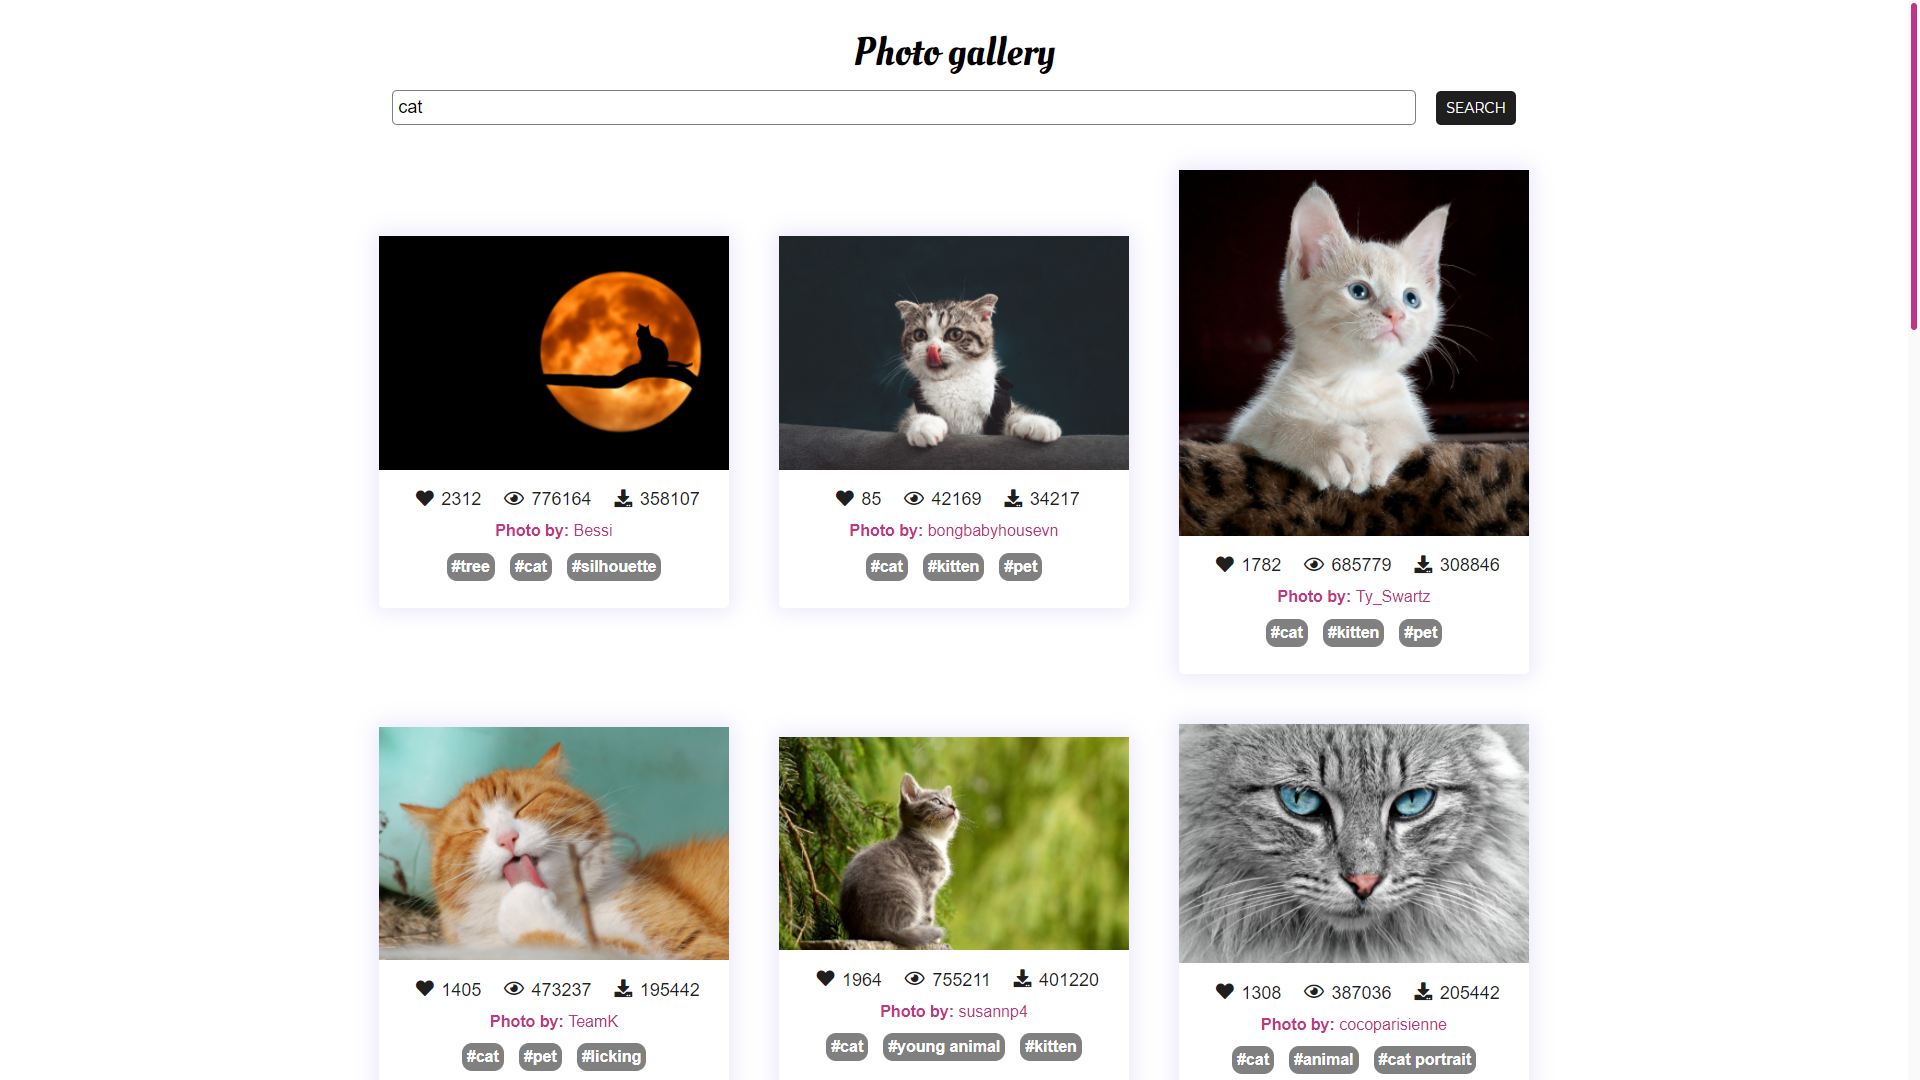 Photo gallery
cat
SEARCH
2312 776164 358107
Photo by: Bessi
#tree #cat #silhouette
85 42169 34217
Photo by: bongbabyhousevn
#cat #kitten #pet
1782 685779 308846
Photo by: Ty_Swartz
#cat #kitten #pet
1405 473237 195442
Photo by: TeamK
#cat #pet #licking
1964 755211 401220
Photo by: susannp4
#cat #young animal #kitten
1308 387036 205442
Photo by: cocoparisienne
#cat #animal #cat portrait